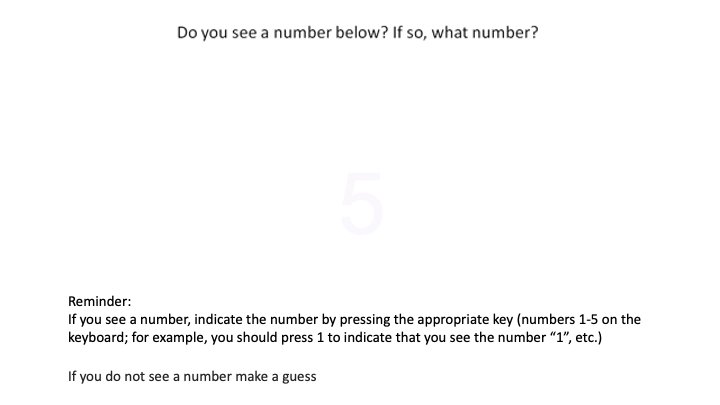 Do you see a number below? If so, what number?
5
Reminder:
If you see a number, indicate the number by pressing the appropriate key (numbers 1-5 on the
keyboard; for example, you should press 1 to indicate that you see the number “1”, etc.)
If you do not see a number make a guess